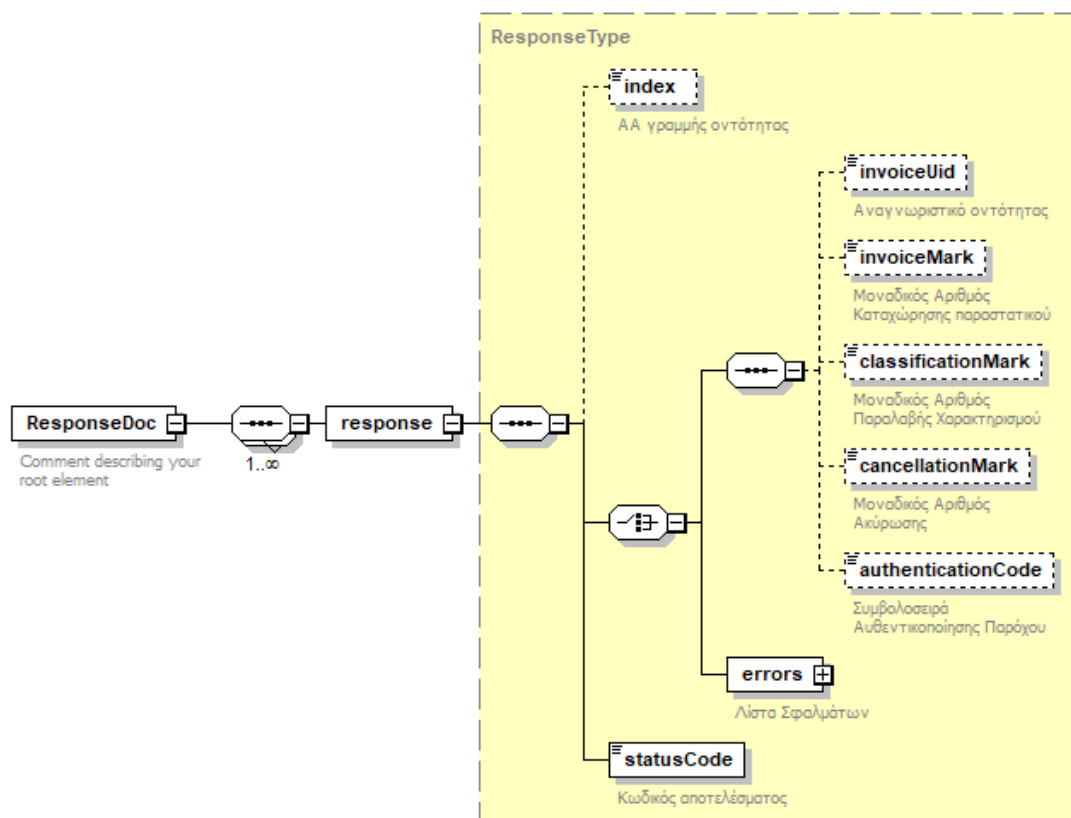 ResponseType
index
ΑΑ γραμμής οντότητας
invoiceUid
Αναγνωριστικό οντότητας
invoiceMark
Μοναδικός Αριθμός
Καταχώρησης παραστατικού
classificationMark
Μοναδικός Αριθμός
Παραλαβής Χαρακτηρισμού
ResponseDoc
Comment describing your
root element
1..∞
response
cancellationMark
Μοναδικός Αριθμός
Ακύρωσης
authenticationCode
Συμβολοσειρά
Αυθεντικοποίησης Παρόχου
errors
Λίστα Σφαλμάτων
statusCode
Κωδικός αποτελέσματος